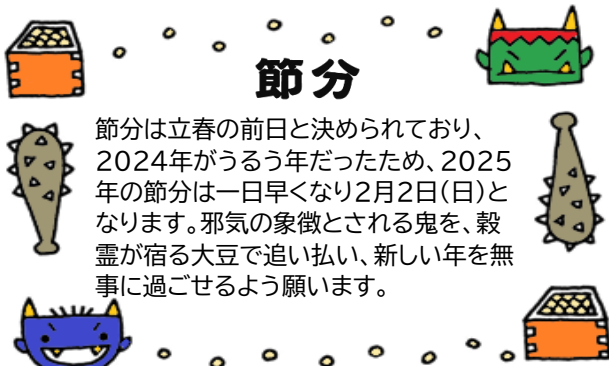 節分
節分は立春の前日と決められており、
2024年がうるう年だったため、2025
年の節分は一日早くなり2月2日(日)と
なります。邪気の象徴とされる鬼を、穀
霊が宿る大豆で追い払い、新しい年を無
事に過ごせるよう願います。